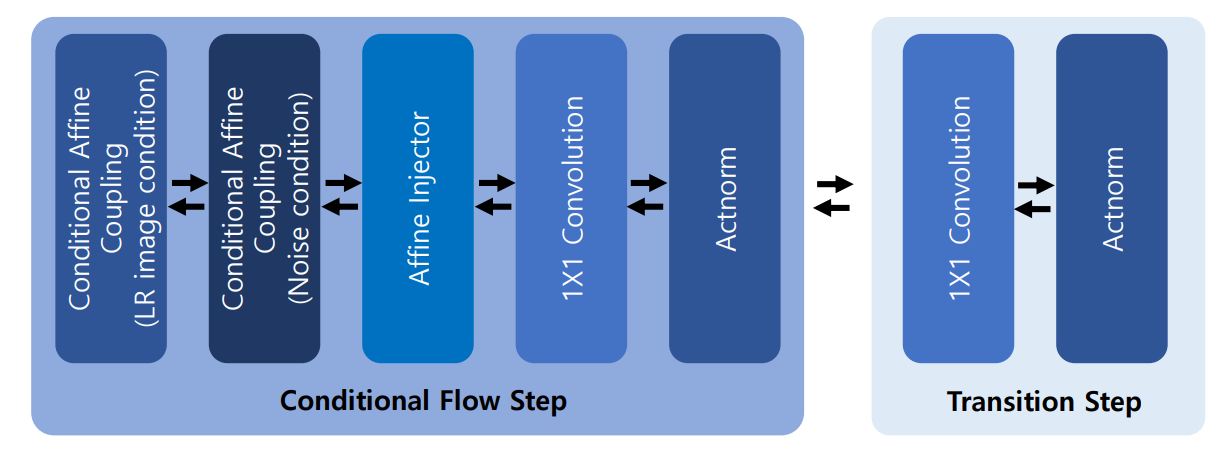 Conditional Affine
Coupling
(LR image condition)
Conditional Affine
Coupling
(Noise condition)
Affine Injector
1X1 Convolution
Actnorm
Conditional Flow Step
1X1 Convolution
Actnorm
Transition Step